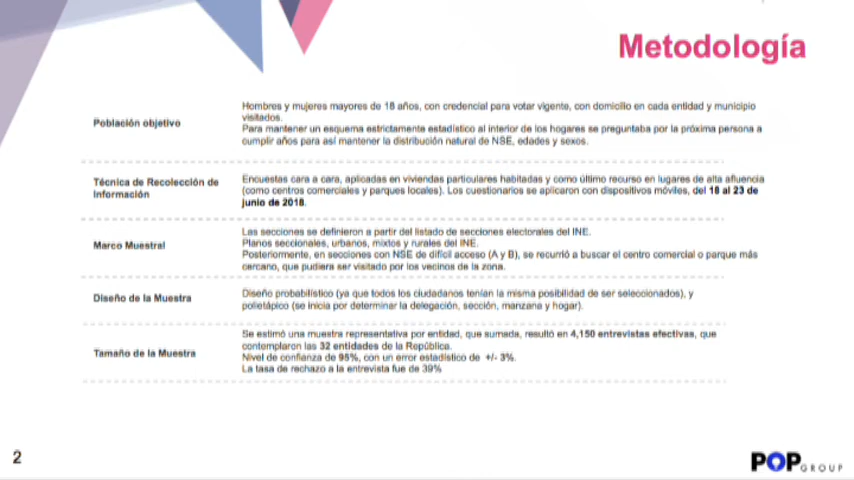 Metodología
Población objetivo
Hombres y mujeres mayores de 18 años, con credencial para votar vigente, con domicilio en cada entidad y municipio
visitados.
Para mantener un esquema estrictamente estadístico al interior de los hogares se preguntaba por la próxima persona a
cumplir años para así mantener la distribución natural de NSE, edades y sexos.
Técnica de Recolección de
Información
Encuestas cara a cara, aplicadas en viviendas particulares habitadas y como último recurso en lugares de alta afluencia
(como centros comerciales y parques locales). Los cuestionarios se aplicaron con dispositivos móviles, del 18 al 23 de
junio de 2018.
Marco Muestral
Las secciones se definieron a partir del listado de secciones electorales del INE.
Planos seccionales, urbanos, mixtos y rurales del INE.
Posteriormente, en secciones con NSE de difícil acceso (A y B), se recurrió a buscar el centro comercial o parque más
cercano, que pudiera ser visitado por los vecinos de la zona.
Diseño de la Muestra
Diseño probabilístico (ya que todos los ciudadanos tenían la misma posibilidad de ser seleccionados), y
polietápico (se inicia por determinar la delegación, sección, manzana y hogar).
Tamaño de la Muestra
Se estimó una muestra representativa por entidad, que sumada, resultó en 4,150 entrevistas efectivas, que
contemplaron las 32 entidades de la República.
Nivel de confianza de 95%, con un error estadístico de +/- 3%.
La tasa de rechazo a la entrevista fue de 39%
2
POP GROUP